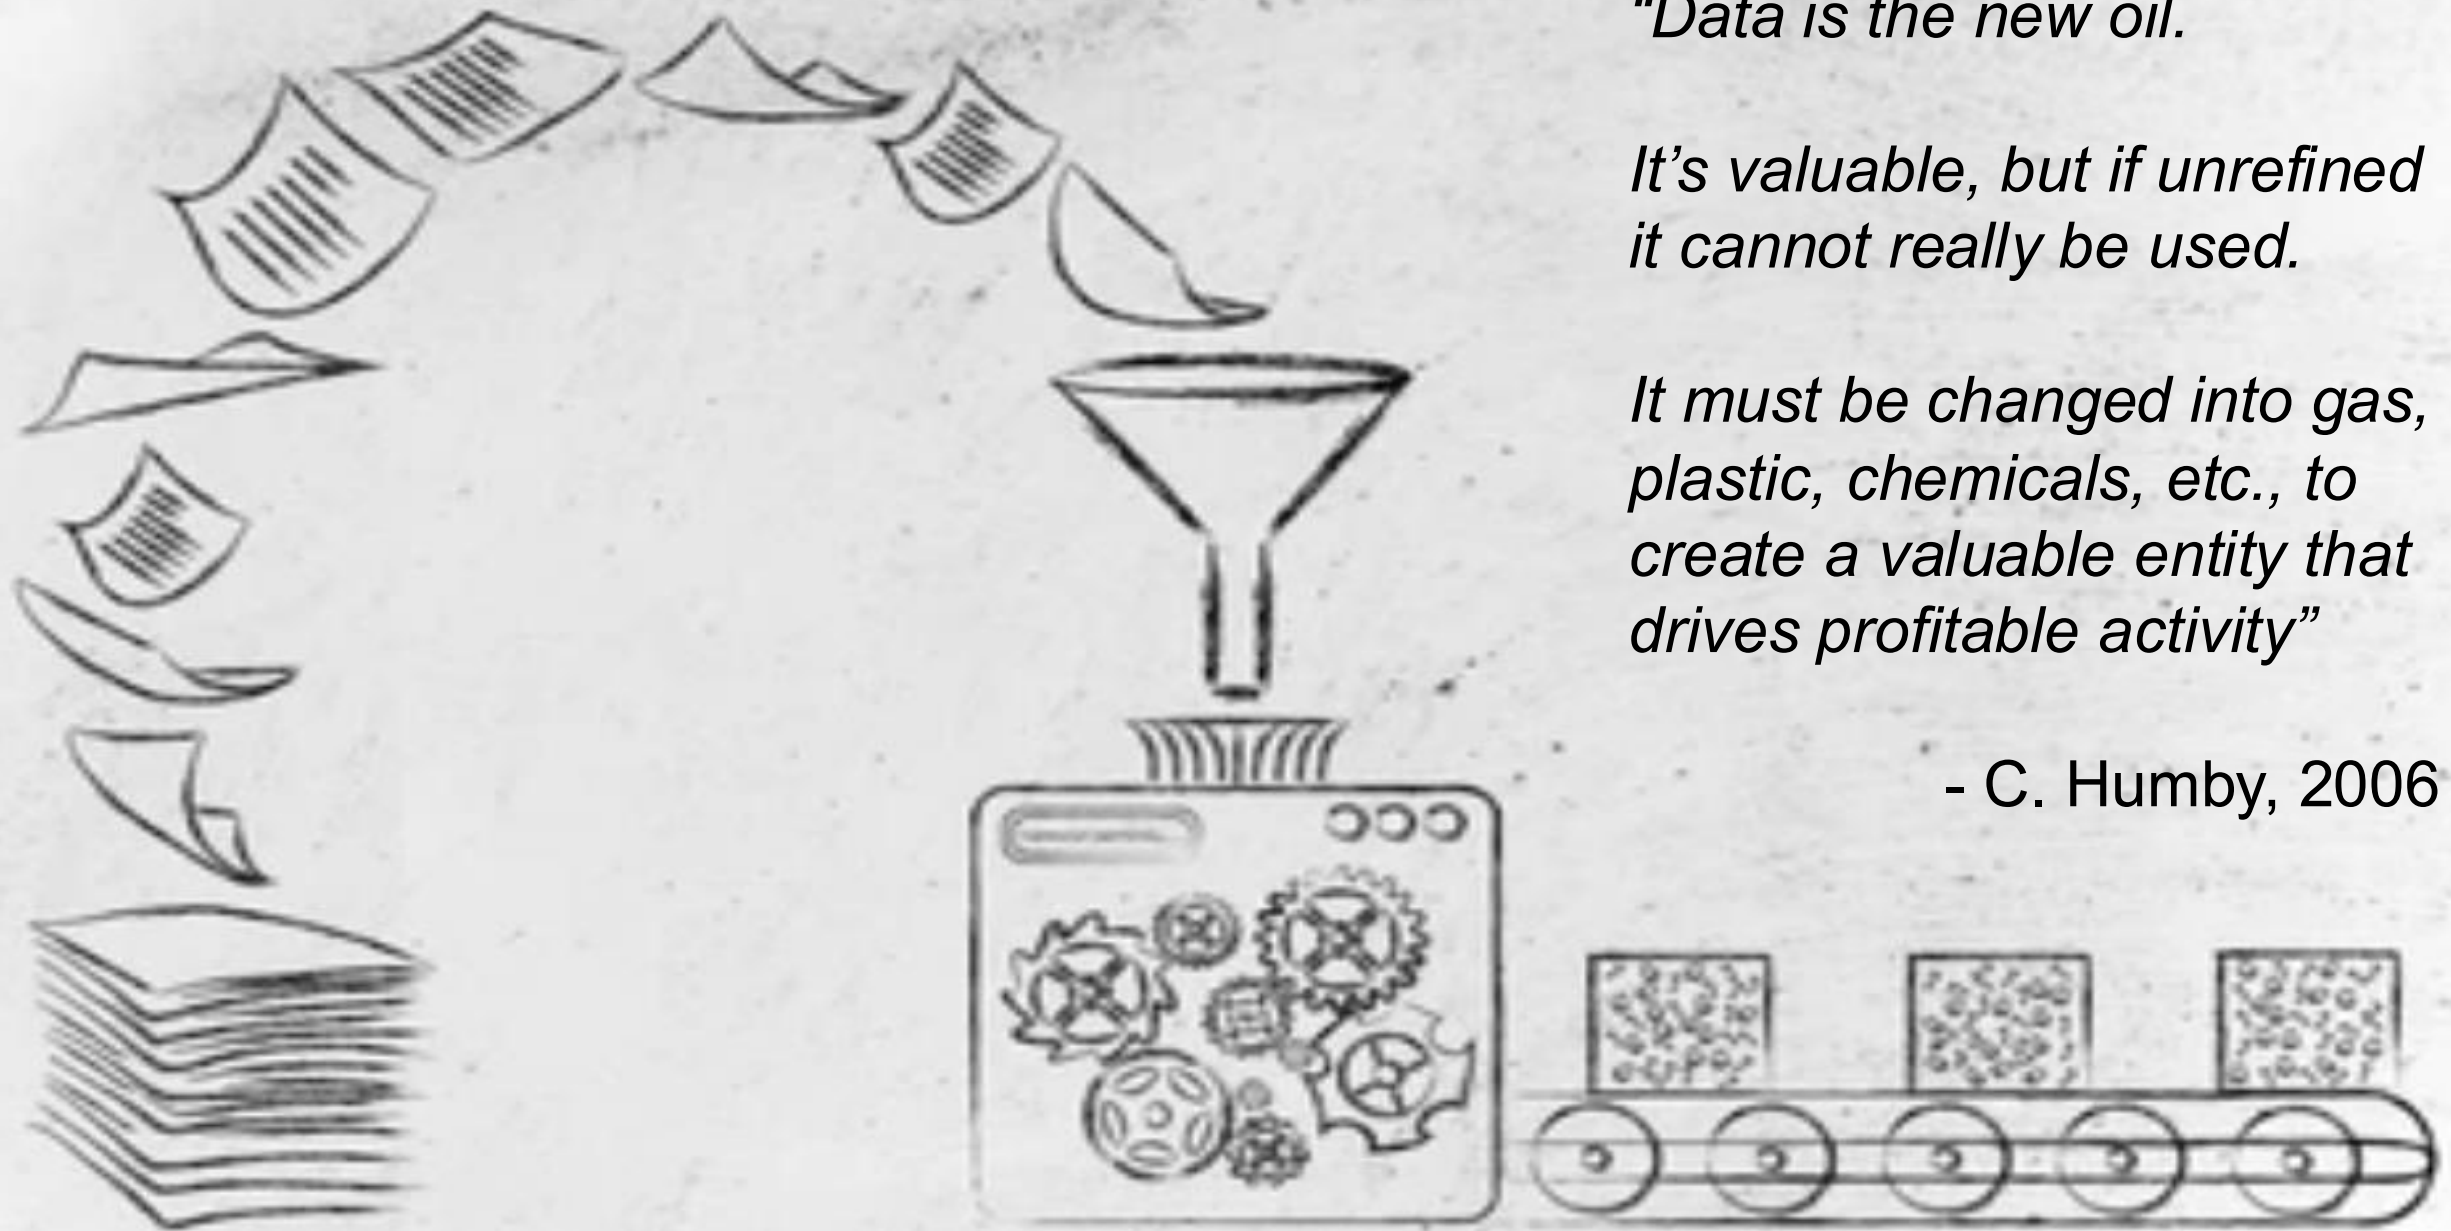 “Data is the new oil.
It’s valuable, but if unrefined
it cannot really be used.
It must be changed into gas,
plastic, chemicals, etc., to
create a valuable entity that
drives profitable activity”
- C. Humby, 2006